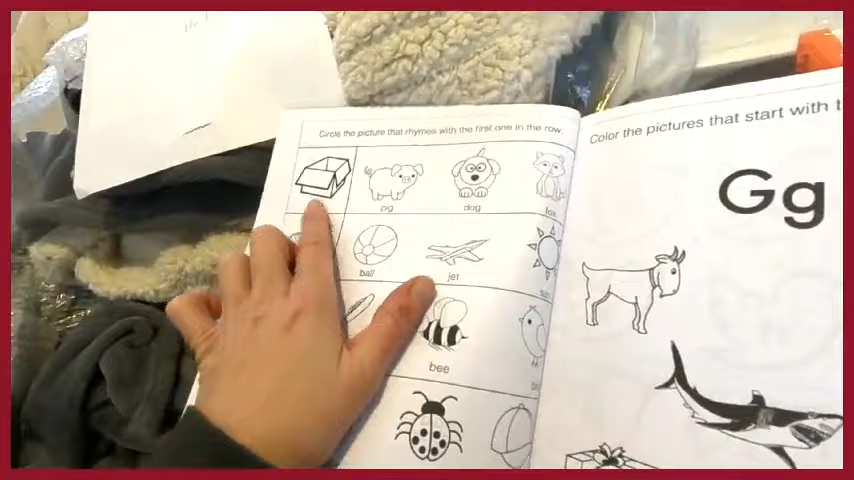 Circle the picture that rhymes with the first one in the row.
pig dog fox
ball jet
bee
Color the pictures that start with
Gg